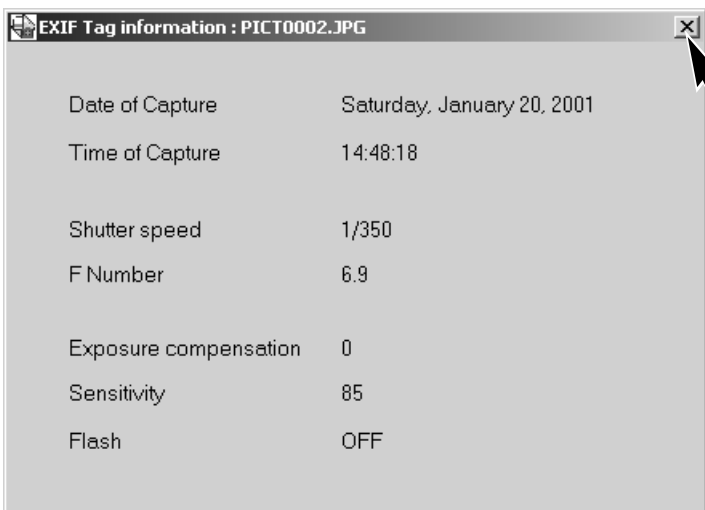 EXIF Tag information : PICT0002.JPG
Date of Capture Saturday, January 20, 2001
Time of Capture 14:48:18
Shutter speed 1/350
F Number 6.9
Exposure compensation 0
Sensitivity 85
Flash OFF